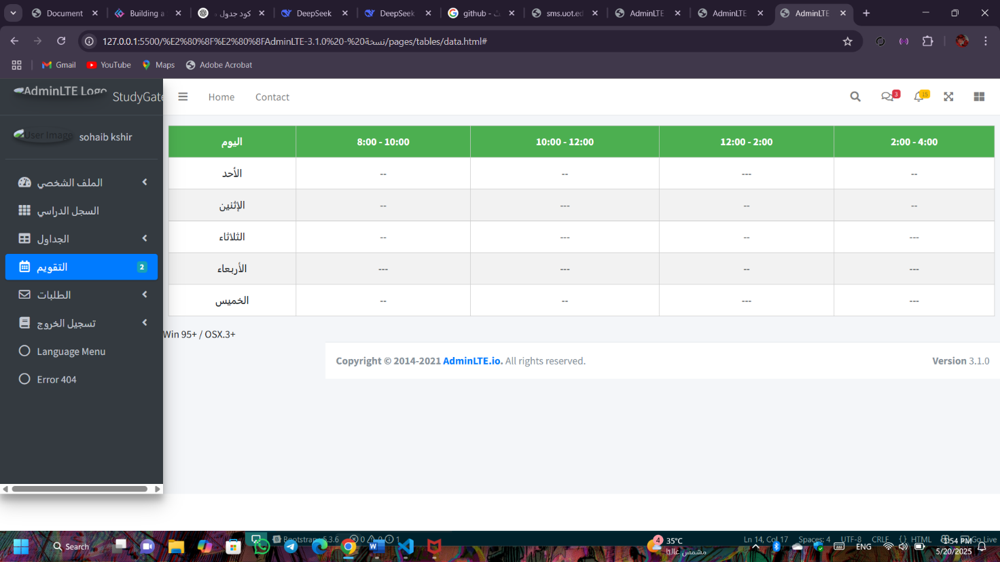 Document
Building a
كود جدول
DeepSeek
DeepSeek
github -
sms.uot.ed
AdminLTE
AdminLTE
AdminLTE
127.0.0.1:5500/%E2%80%8F%E2%80%8FAdminLTE-3.1.0%20-%20نسخة/pages/tables/data.html#
Gmail
YouTube
Maps
Adobe Acrobat
AdminLTE Logo
StudyGate
Home
Contact
3
15
User Image
sohaib kshir
الملف الشخصي
السجل الدراسي
الجداول
التقويم
2
الطلبات
تسجيل الخروج
Language Menu
Error 404
اليوم 8:00 - 10:00 10:00 - 12:00 12:00 - 2:00 2:00 - 4:00
الأحد -- -- --- --
الإثنين -- --- -- --
الثلاثاء -- --- -- ---
الأربعاء --- --- -- ---
الخميس -- -- --- ---
Win 95+ / OSX.3+
Copyright © 2014-2021 AdminLTE.io. All rights reserved.
Version 3.1.0
Bootstrap 5.3.6
0 0 1
Ln 14, Col 17 Spaces: 4 UTF-8 CRLF {} HTML Go Live
Search
4
35°C
مشمس غالبًا
ENG
1:54 PM
5/20/2025